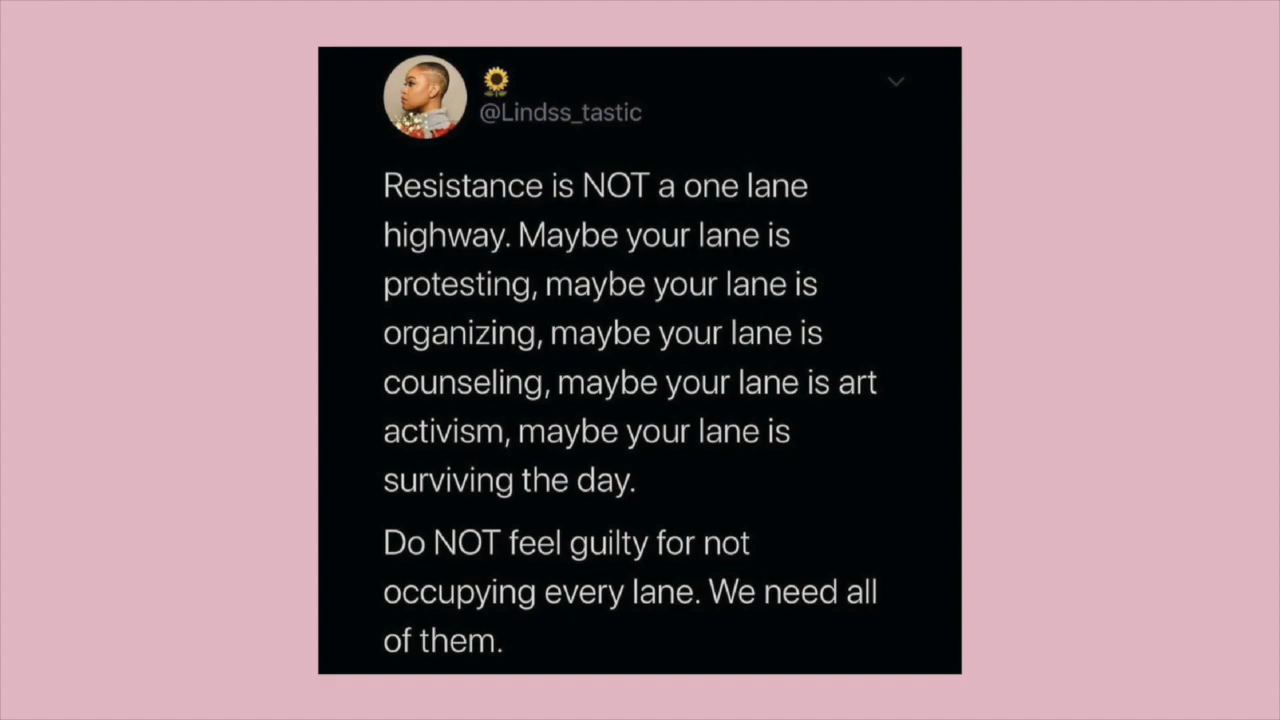 🌻
@Lindss_tastic
Resistance is NOT a one lane
highway. Maybe your lane is
protesting, maybe your lane is
organizing, maybe your lane is
counseling, maybe your lane is art
activism, maybe your lane is
surviving the day.
Do NOT feel guilty for not
occupying every lane. We need all
of them.